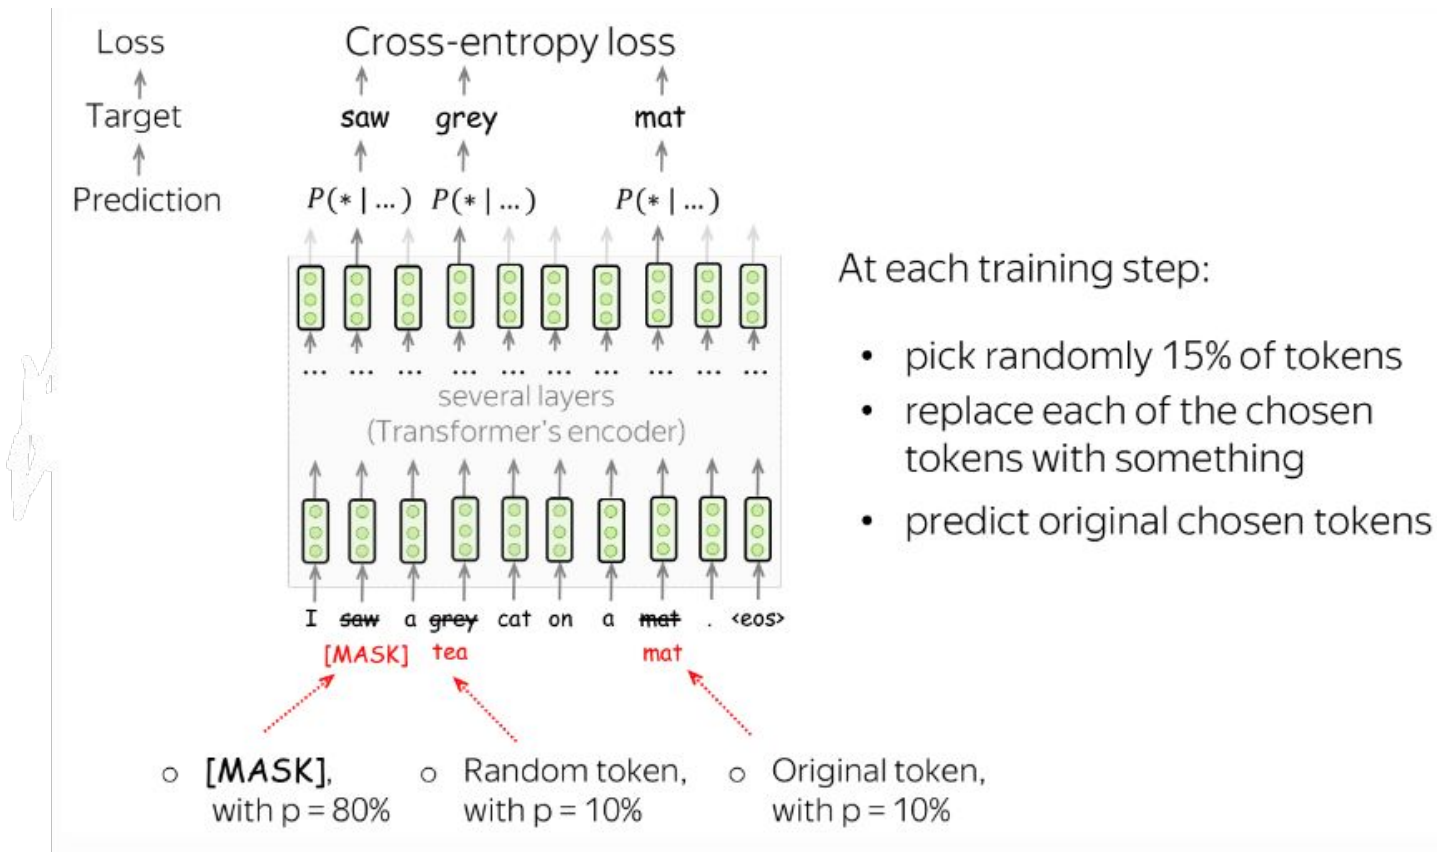 Loss
Cross-entropy loss
Target
saw grey mat
Prediction
P(* | ...) P(* | ...) P(* | ...)
... ... ... ... ... ... ... ... ... ...
several layers
(Transformer's encoder)
I saw a grey cat on a mat . <eos>
[MASK] tea mat
[MASK],
with p = 80%
Random token,
with p = 10%
Original token,
with p = 10%
At each training step:
• pick randomly 15% of tokens
• replace each of the chosen
tokens with something
• predict original chosen tokens